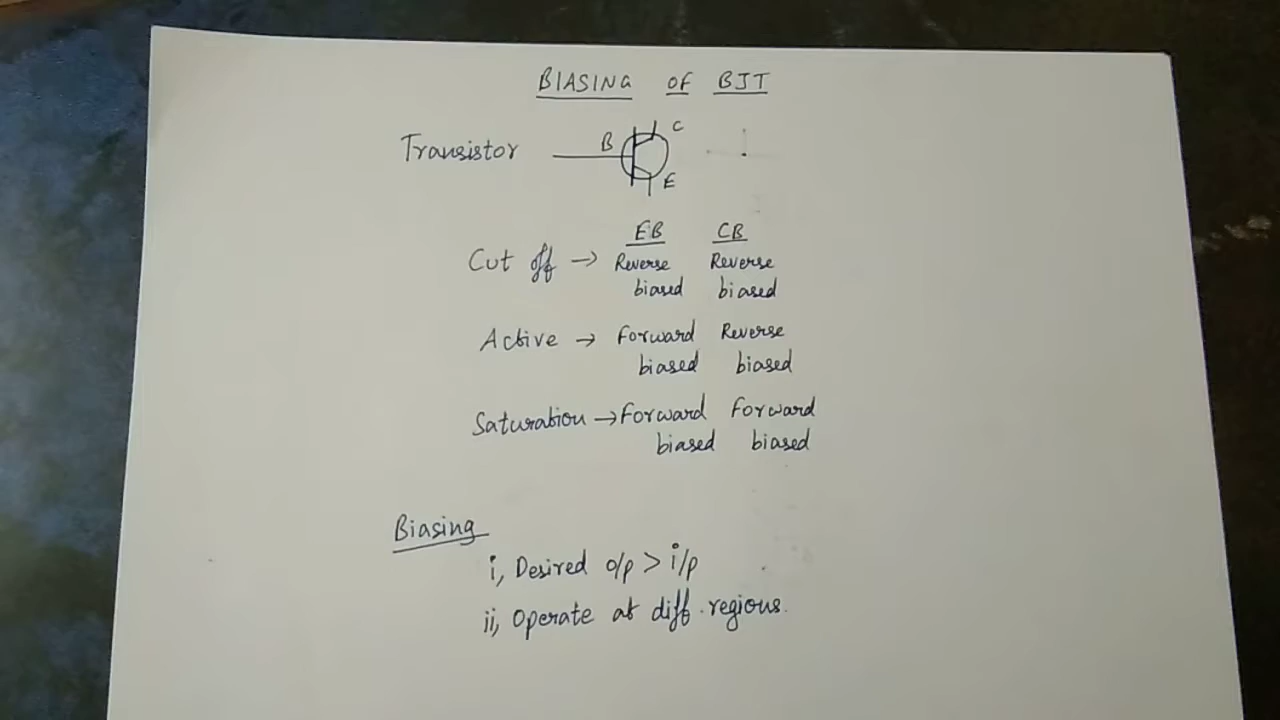 BIASING OF BJT
Transistor B C E
EB CB
Cut off → Reverse biased Reverse biased
Active → Forward biased Reverse biased
Saturation → Forward biased Forward biased
Biasing
i, Desired o/p > i/p
ii, Operate at diff. regions.